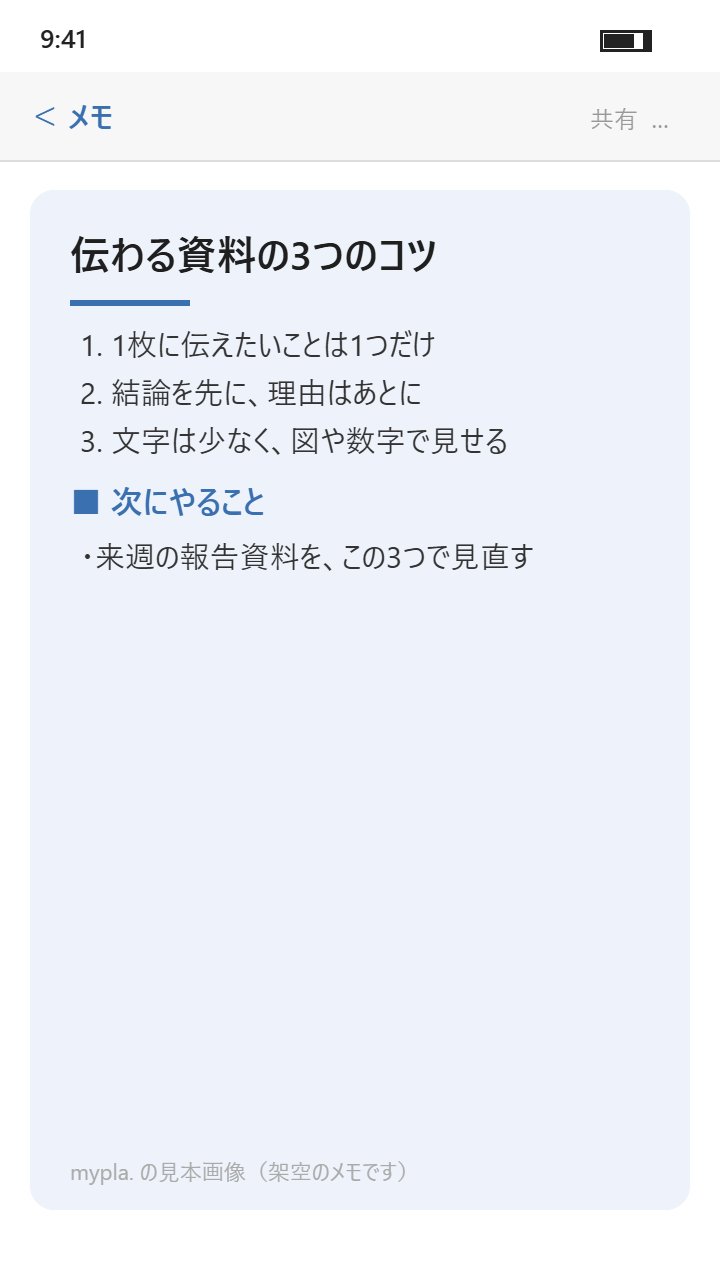 9:41
< メモ
共有 ...
伝わる資料の3つのコツ
1. 1枚に伝えたいことは1つだけ
2. 結論を先に、理由はあとに
3. 文字は少なく、図や数字で見せる
■ 次にやること
・来週の報告資料を、この3つで見直す
mypla. の見本画像（架空のメモです）